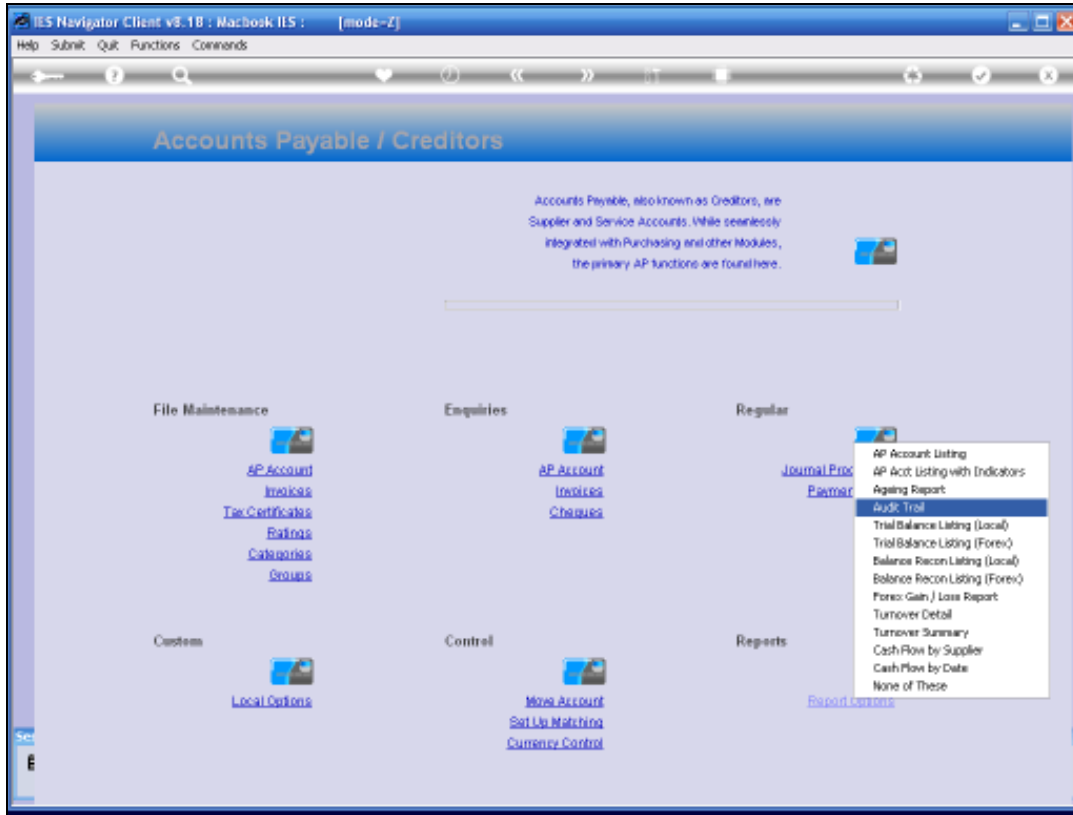 IES Navigator Client v8.18 : Macbook IES : [mode-Z]
Help Submit Quit Functions Commands
Accounts Payable / Creditors
Accounts Payable, also known as Creditors, are
Supplier and Service Accounts. While seamlessly
integrated with Purchasing and other Modules,
the primary AP functions are found here.
File Maintenance
AP Account
Invoices
Tax Certificates
Ratings
Categories
Groups
Enquiries
AP Account
Invoices
Cheques
Regular
Journal Proc
Paymen
AP Account Listing
AP Acct Listing with Indicators
Ageing Report
Audit Trail
Trial Balance Listing (Local)
Trial Balance Listing (Forex)
Balance Recon Listing (Local)
Balance Recon Listing (Forex)
Forex Gain / Loss Report
Turnover Detail
Turnover Summary
Cash Flow by Supplier
Cash Flow by Date
None of These
Custom
Local Options
Control
Move Account
Set Up Matching
Currency Control
Reports
Report Options